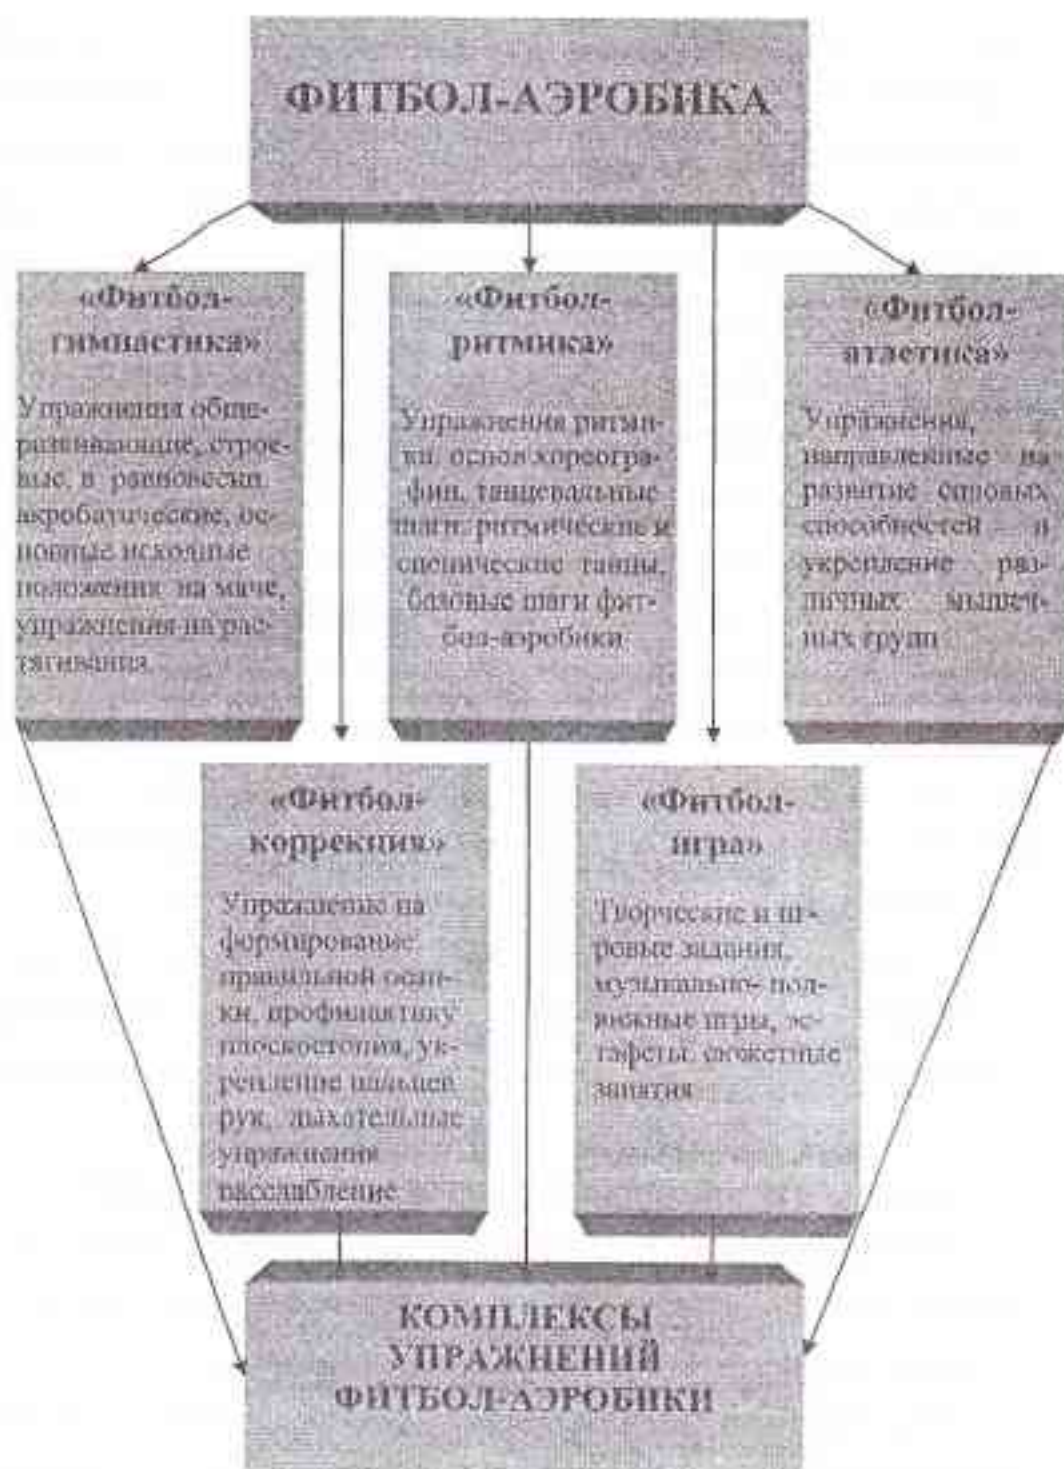 ФИТБОЛ-АЭРОБИКА
«Фитбол-
гимнастика»
Упражнения обще-
развивающие, строе-
вые, в равновесии,
акробатические, ос-
новные исходные
положения на мяче,
упражнения на рас-
тягивания
«Фитбол-
ритмика»
Упражнения ритми-
ки, основ хореогра-
фии, танцевальные
шаги, ритмические и
сценические танцы,
базовые шаги фит-
бол-аэробики
«Фитбол-
атлетика»
Упражнения,
направленные на
развитие силовых
способностей и
укрепление раз-
личных мышеч-
ных групп
«Фитбол-
коррекция»
Упражнение на
формирование
правильной осан-
ки, профилактику
плоскостопия, ук-
репление пальцев
рук, дыхательные
упражнения
расслабление
«Фитбол-
игра»
Творческие и иг-
ровые задания,
музыкально- под-
вижные игры, эс-
тафеты, сюжетные
занятия
КОМПЛЕКСЫ
УПРАЖНЕНИЙ
ФИТБОЛ-АЭРОБИКИ